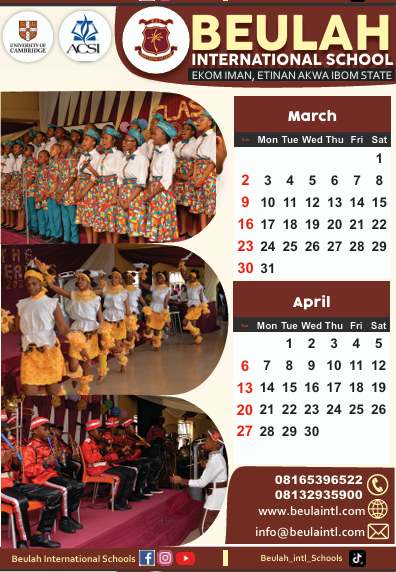 UNIVERSITY OF
CAMBRIDGE
ACSI
BEULAH
INTERNATIONAL SCHOOL
EKOM IMAN, ETINAN AKWA IBOM STATE
CLASS
March
Mon Tue Wed Thu Fri Sat
1
2 3 4 5 6 7 8
9 10 11 12 13 14 15
16 17 18 19 20 21 22
23 24 25 26 27 28 29
30 31
April
Mon Tue Wed Thu Fri Sat
1 2 3 4 5
6 7 8 9 10 11 12
13 14 15 16 17 18 19
20 21 22 23 24 25 26
27 28 29 30
08165396522
08132935900
www.beulaintl.com
info@beulaintl.com
Beulah International Schools
Beulah_intl_Schools